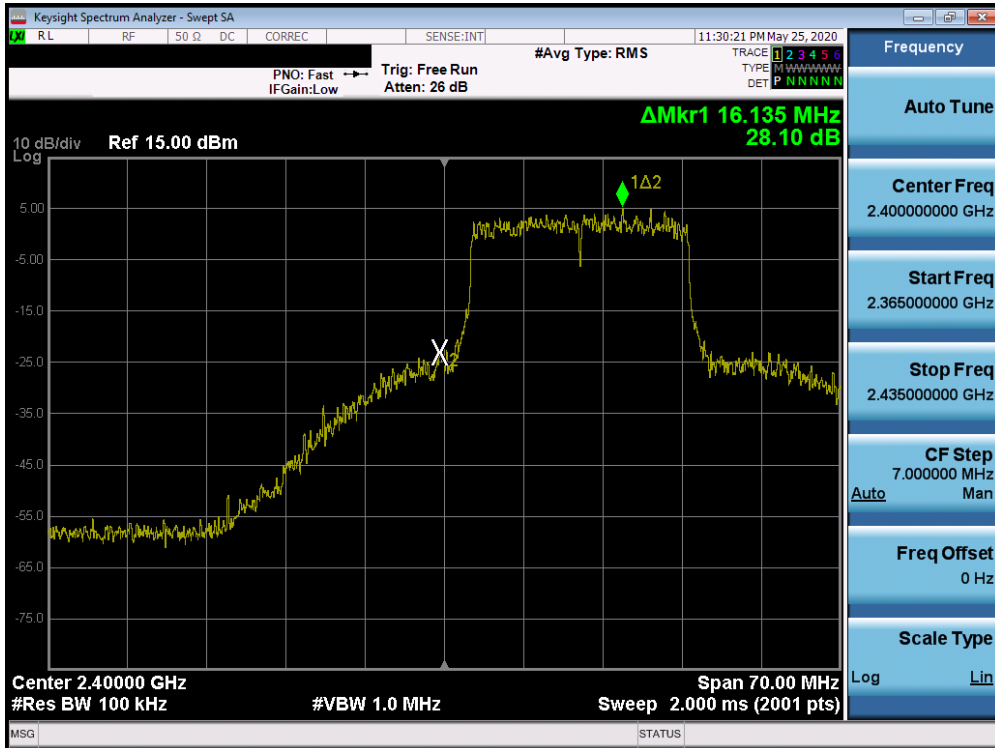 Keysight Spectrum Analyzer - Swept SA
LXI RL RF 50 Ω DC CORREC SENSE:INT 11:30:21 PM May 25, 2020
#Avg Type: RMS TRACE 1 2 3 4 5 6
PNO: Fast Trig: Free Run TYPE M W W W W W
IFGain:Low Atten: 26 dB DET P N N N N N
ΔMkr1 16.135 MHz
28.10 dB
10 dB/div Ref 15.00 dBm
Log
1Δ2
5.00
-5.00
-15.0
-25.0
X2
-35.0
-45.0
-55.0
-65.0
-75.0
Center 2.40000 GHz Span 70.00 MHz
#Res BW 100 kHz #VBW 1.0 MHz Sweep 2.000 ms (2001 pts)
MSG STATUS
Frequency
Auto Tune
Center Freq
2.400000000 GHz
Start Freq
2.365000000 GHz
Stop Freq
2.435000000 GHz
CF Step
7.000000 MHz
Auto Man
Freq Offset
0 Hz
Scale Type
Log Lin